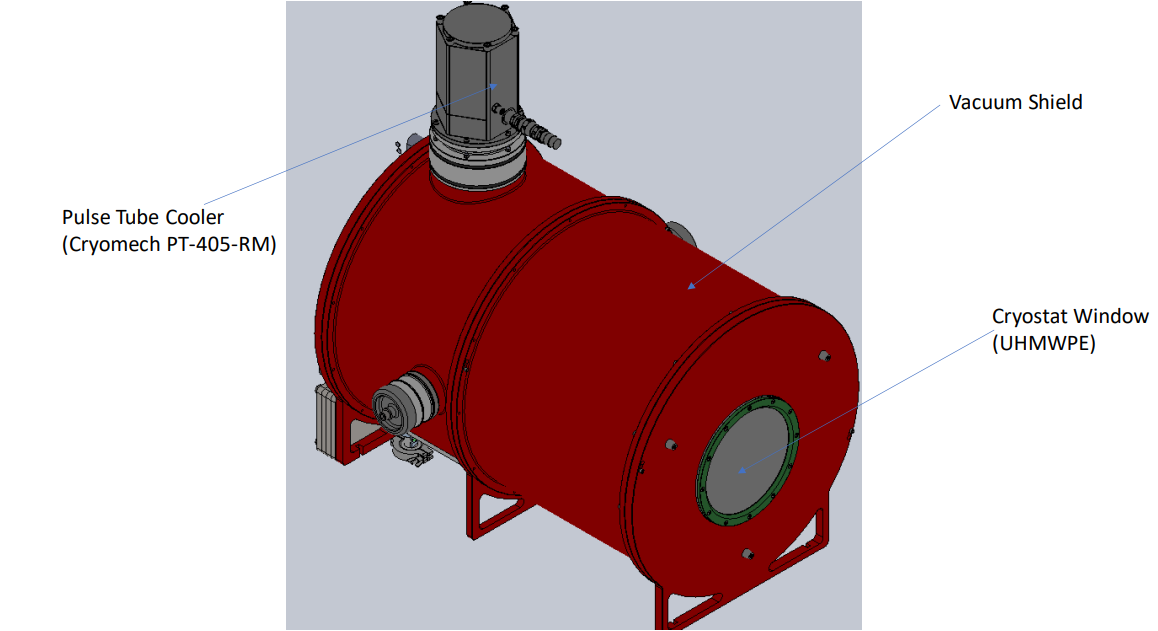 Vacuum Shield
Pulse Tube Cooler
(Cryomech PT-405-RM)
Cryostat Window
(UHMWPE)